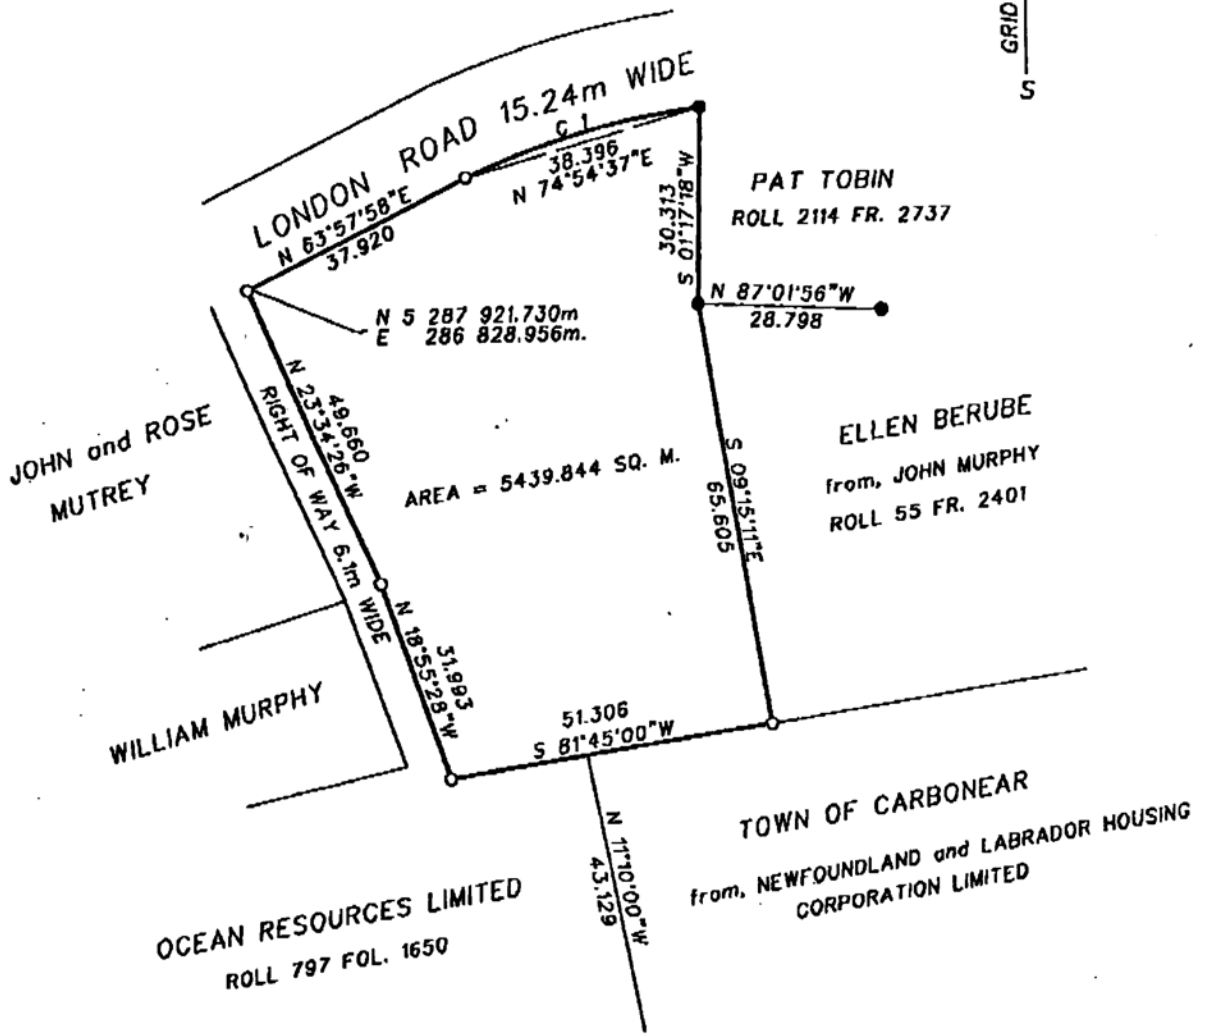 GRID
S
LONDON ROAD 15.24m WIDE
C 1
38.396
N 74°54'37"E
N 63°57'58"E
37.920
30.313
S 01°17'18"W
PAT TOBIN
ROLL 2114 FR. 2737
N 87°01'56"W
28.798
N 5 287 921.730m
E 286 828.956m.
49.660
N 23°34'26"W
RIGHT OF WAY 6.1m WIDE
JOHN and ROSE
MUTREY
AREA = 5439.844 SQ. M.
S 09°15'11"E
65.605
ELLEN BERUBE
from, JOHN MURPHY
ROLL 55 FR. 2401
31.993
N 18°55'28"W
WILLIAM MURPHY
51.306
S 81°45'00"W
N 11°10'00"W
43.129
TOWN OF CARBONEAR
from, NEWFOUNDLAND and LABRADOR HOUSING
CORPORATION LIMITED
OCEAN RESOURCES LIMITED
ROLL 797 FOL. 1650